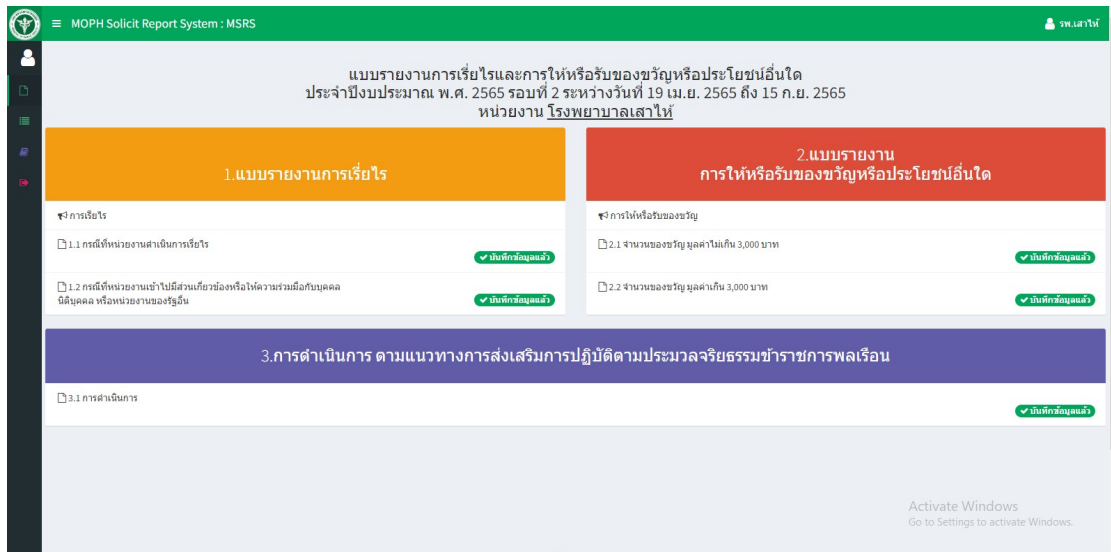 MOPH Solicit Report System : MSRS
รพ.เสาไห้
แบบรายงานการเรี่ยไรและการให้หรือรับของขวัญหรือประโยชน์อื่นใด
ประจำปีงบประมาณ พ.ศ. 2565 รอบที่ 2 ระหว่างวันที่ 19 เม.ย. 2565 ถึง 15 ก.ย. 2565
หน่วยงาน โรงพยาบาลเสาไห้
1.แบบรายงานการเรี่ยไร
การเรี่ยไร
1.1 กรณีที่หน่วยงานดำเนินการเรี่ยไร
บันทึกข้อมูลแล้ว
1.2 กรณีที่หน่วยงานเข้าไปมีส่วนเกี่ยวข้องหรือให้ความร่วมมือกับบุคคล
นิติบุคคล หรือหน่วยงานของรัฐอื่น
บันทึกข้อมูลแล้ว
2.แบบรายงาน
การให้หรือรับของขวัญหรือประโยชน์อื่นใด
การให้หรือรับของขวัญ
2.1 จำนวนของขวัญ มูลค่าไม่เกิน 3,000 บาท
บันทึกข้อมูลแล้ว
2.2 จำนวนของขวัญ มูลค่าเกิน 3,000 บาท
บันทึกข้อมูลแล้ว
3.การดำเนินการ ตามแนวทางการส่งเสริมการปฏิบัติตามประมวลจริยธรรมข้าราชการพลเรือน
3.1 การดำเนินการ
บันทึกข้อมูลแล้ว
Activate Windows
Go to Settings to activate Windows.